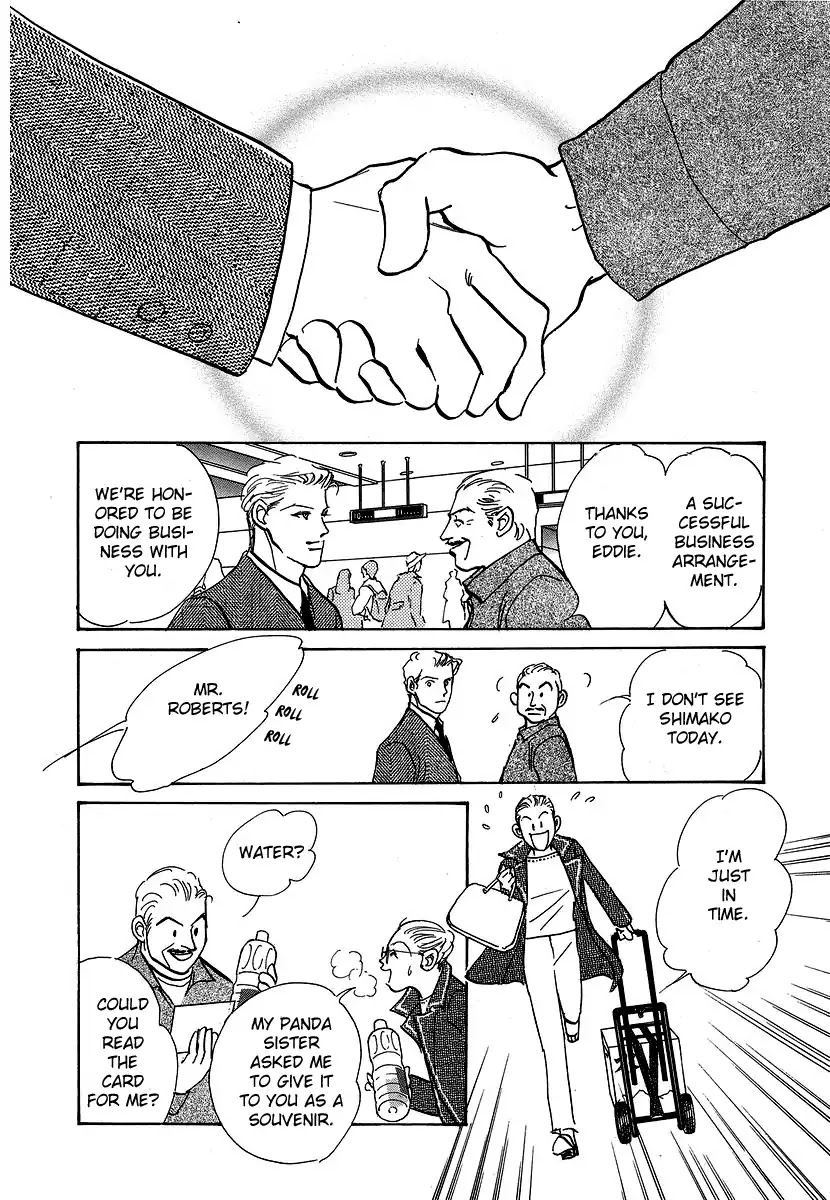 A SUC-
CESSFUL
BUSINESS
ARRANGE-
MENT.
THANKS
TO YOU,
EDDIE.
WE'RE HON-
ORED TO BE
DOING BUSI-
NESS WITH
YOU.
I DON'T SEE
SHIMAKO
TODAY.
ROLL
ROLL
ROLL
MR.
ROBERTS!
I'M
JUST
IN
TIME.
WATER?
MY PANDA
SISTER
ASKED ME
TO GIVE IT
TO YOU AS A
SOUVENIR.
COULD
YOU
READ
THE
CARD
FOR ME?